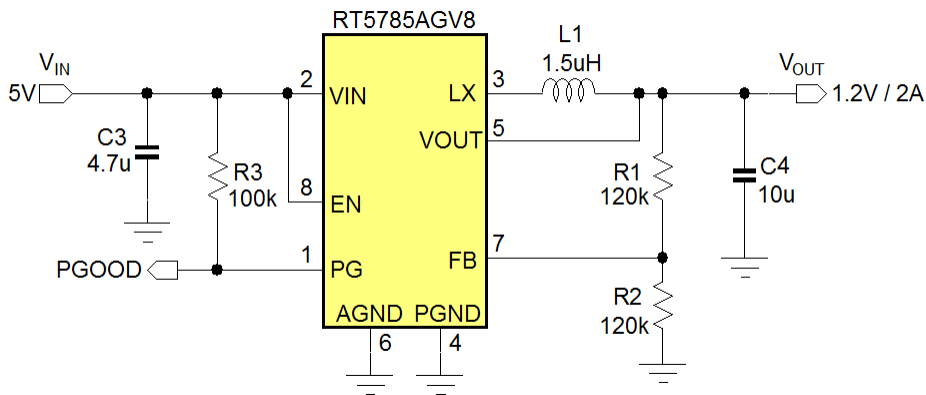 RT5785AGV8
VIN
5V
C3
4.7u
R3
100k
2
VIN
8
EN
PGOOD
1
PG
AGND
PGND
6
4
LX
3
VOUT
5
FB
7
L1
1.5uH
VOUT
1.2V / 2A
R1
120k
C4
10u
R2
120k